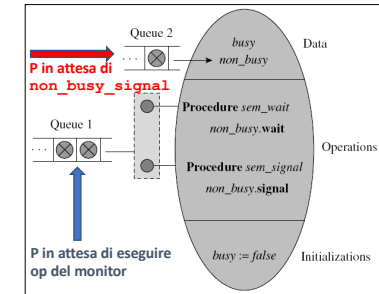 Queue 2
busy
Data
non_busy
P in attesa di
non_busy_signal
Queue 1
Procedure sem_wait
non_busy.wait
Operations
Procedure sem_signal
non_busy.signal
P in attesa di eseguire
op del monitor
busy := false
Initializations